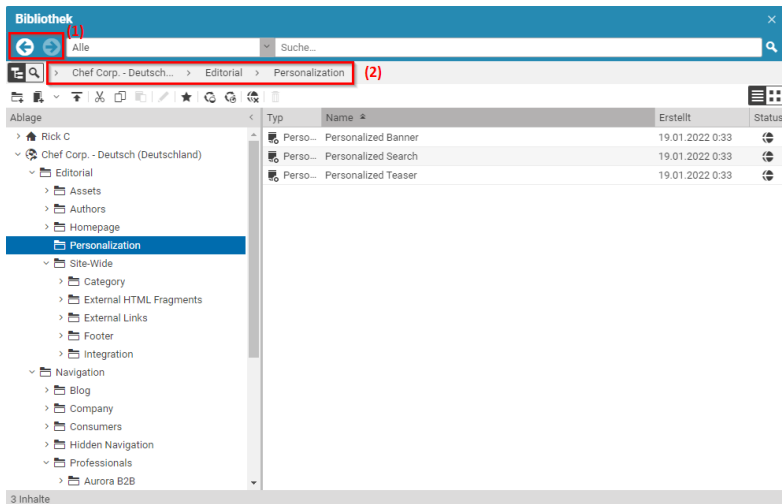 Bibliothek
(1)
Alle Suche...
> Chef Corp. - Deutsch... > Editorial > Personalization (2)
Ablage Typ Name Erstellt Status
Rick C
Chef Corp. - Deutsch (Deutschland)
Editorial
Assets
Authors
Homepage
Personalization
Site-Wide
Category
External HTML Fragments
External Links
Footer
Integration
Navigation
Blog
Company
Consumers
Hidden Navigation
Professionals
Aurora B2B
Perso... Personalized Banner 19.01.2022 0:33
Perso... Personalized Search 19.01.2022 0:33
Perso... Personalized Teaser 19.01.2022 0:33
3 Inhalte